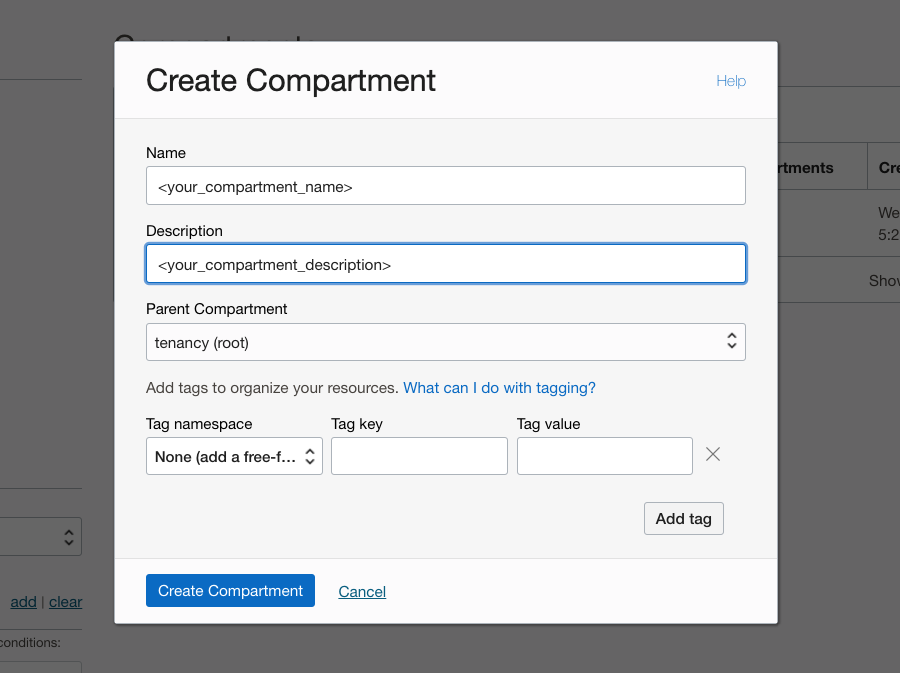 Create Compartment
Help
Name
<your_compartment_name>
Description
<your_compartment_description>
Parent Compartment
tenancy (root)
Add tags to organize your resources. What can I do with tagging?
Tag namespace Tag key Tag value
None (add a free-f...
Add tag
Create Compartment Cancel
rtments Cre
We
5:2
Shov
add | clear
conditions: